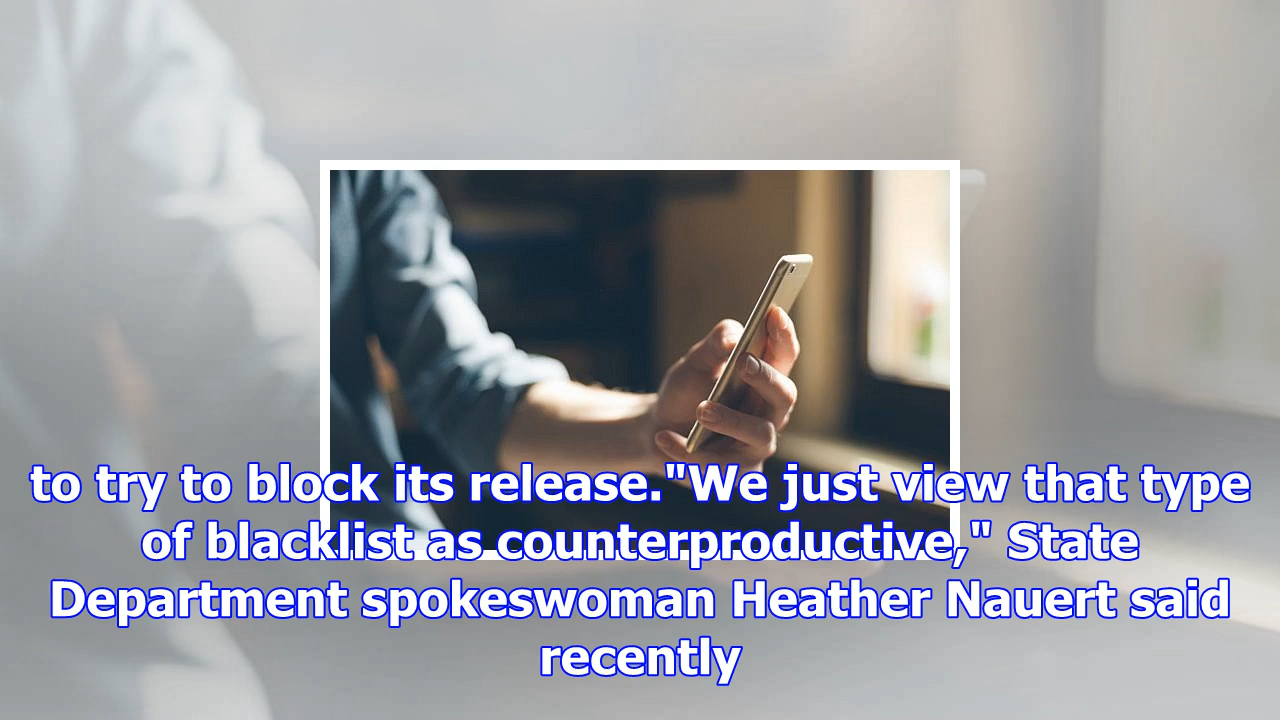 to try to block its release."We just view that type
of blacklist as counterproductive," State
Department spokeswoman Heather Nauert said
recently